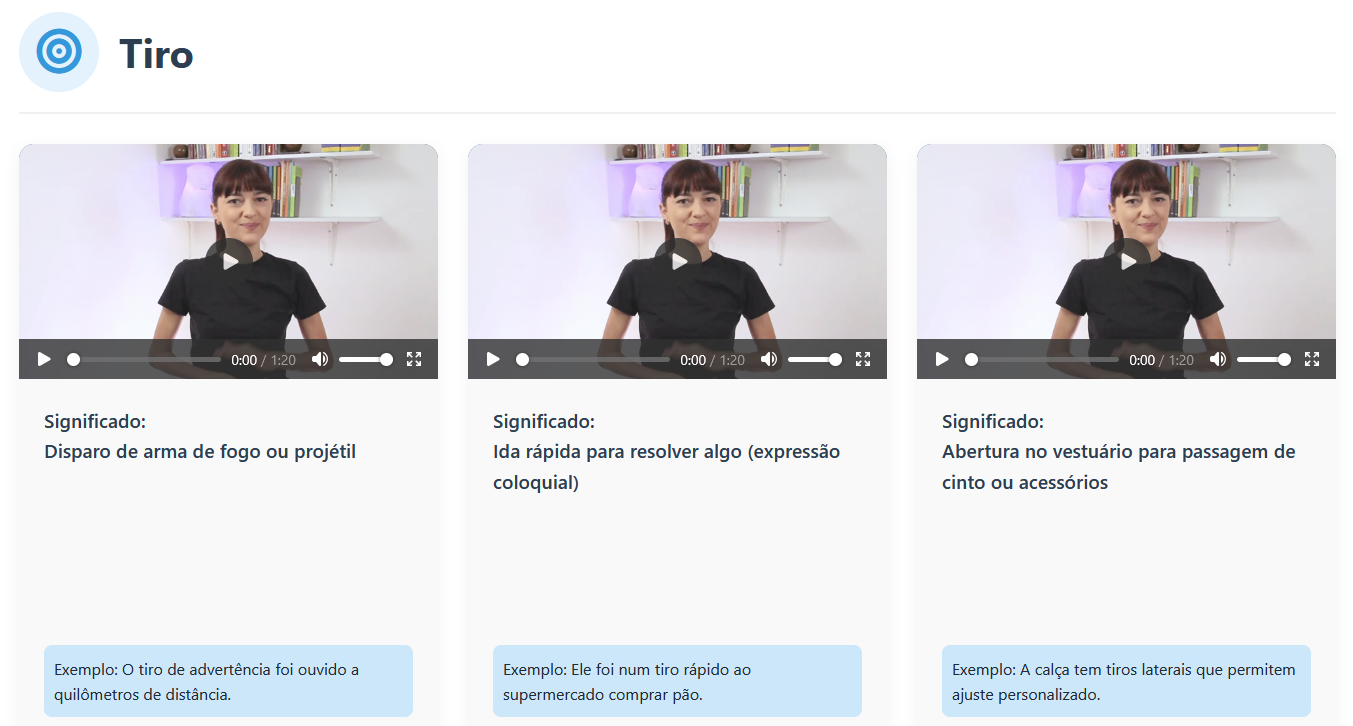 Tiro
0:00 / 1:20
0:00 / 1:20
0:00 / 1:20
Significado:
Disparo de arma de fogo ou projétil
Exemplo: O tiro de advertência foi ouvido a
quilômetros de distância.
Significado:
Ida rápida para resolver algo (expressão
coloquial)
Exemplo: Ele foi num tiro rápido ao
supermercado comprar pão.
Significado:
Abertura no vestuário para passagem de
cinto ou acessórios
Exemplo: A calça tem tiros laterais que permitem
ajuste personalizado.